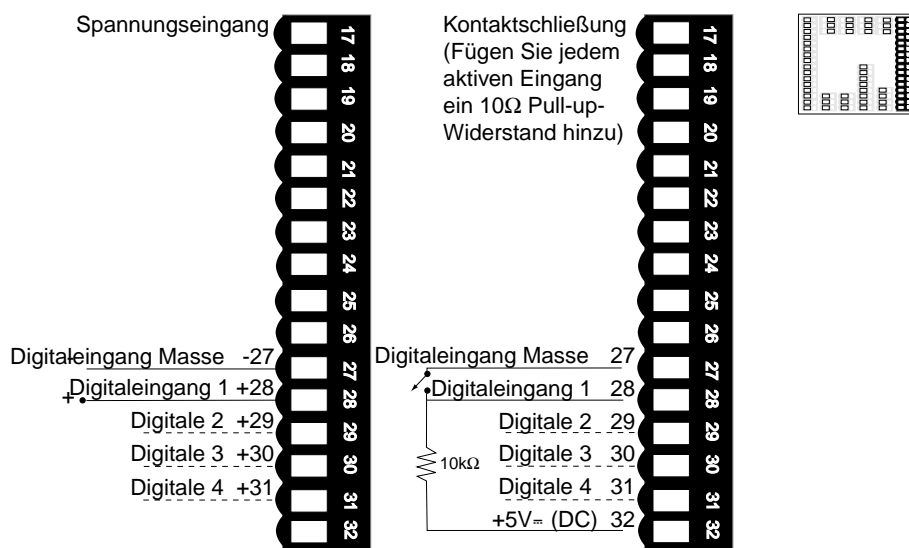 Spannungseingang
17
18
19
20
21
22
23
24
25
26
27
28
29
30
31
32
Digitaleingang Masse -27
Digitaleingang 1 +28
+
Digitale 2 +29
Digitale 3 +30
Digitale 4 +31
Kontaktschließung
(Fügen Sie jedem
aktiven Eingang
ein 10Ω Pull-up-
Widerstand hinzu)
17
18
19
20
21
22
23
24
25
26
27
28
29
30
31
32
Digitaleingang Masse 27
Digitaleingang 1 28
Digitale 2 29
Digitale 3 30
10kΩ
Digitale 4 31
+5V⎓ (DC) 32